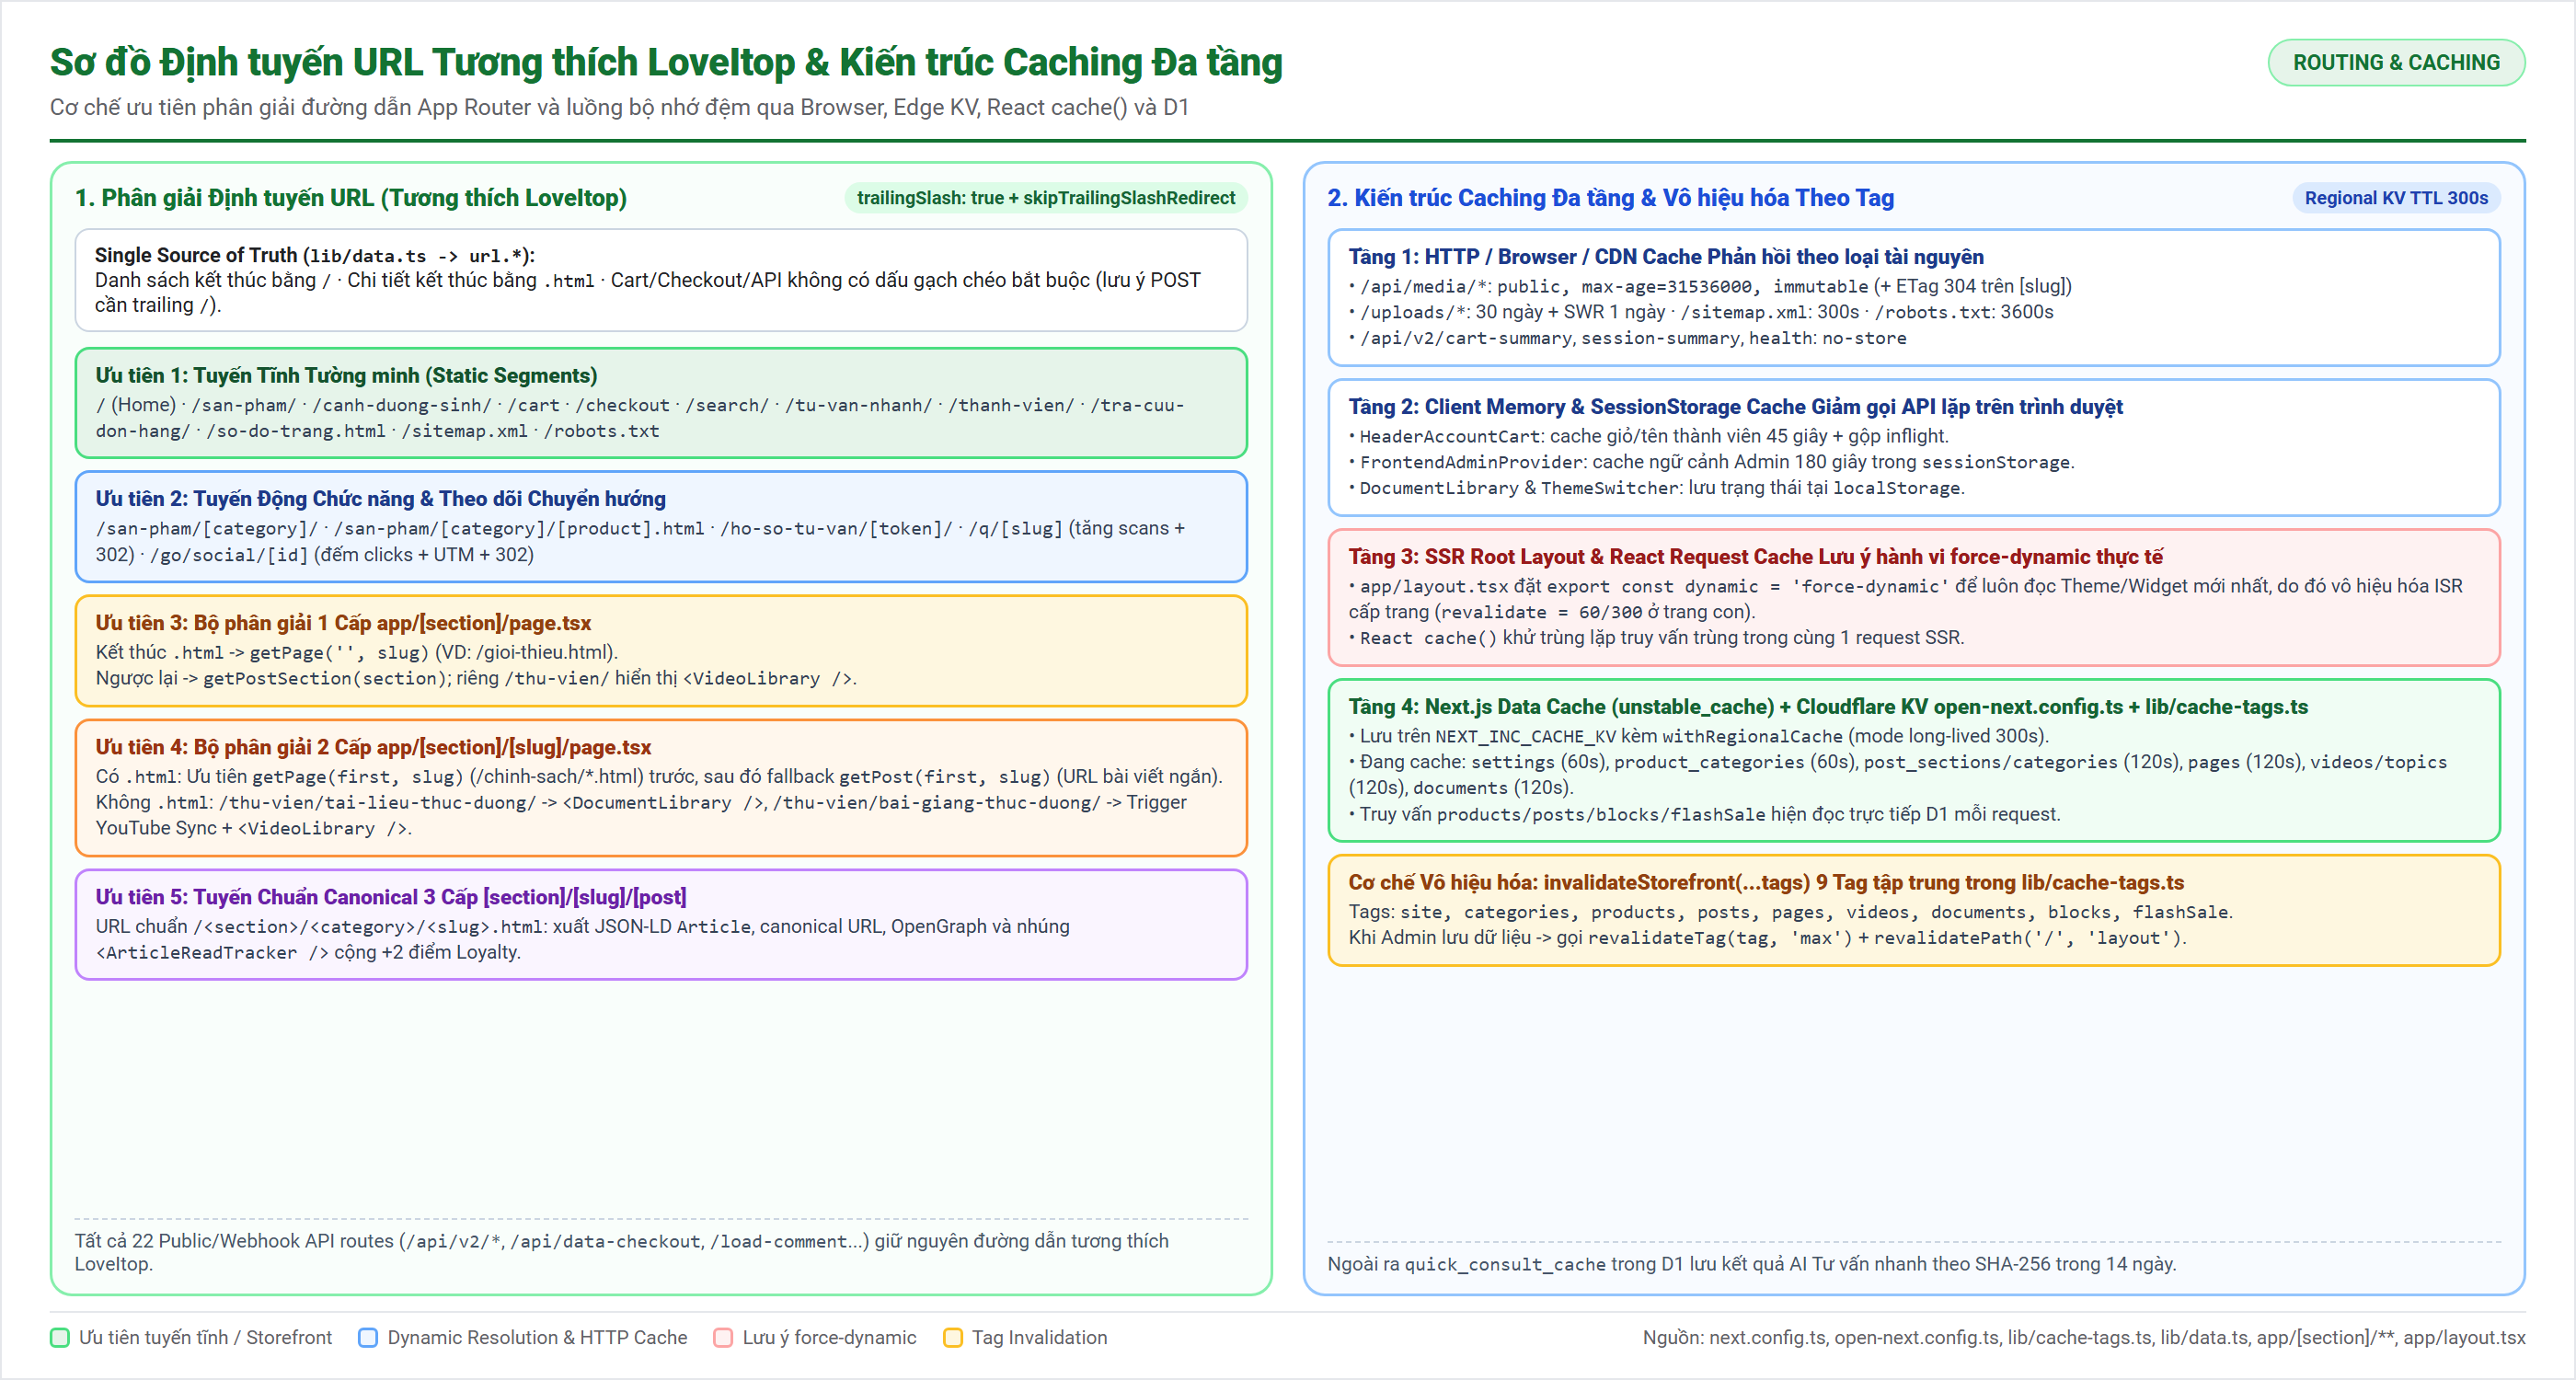 Sơ đồ Định tuyến URL Tương thích LoveItop & Kiến trúc Caching Đa tầng
ROUTING & CACHING
Cơ chế ưu tiên phân giải đường dẫn App Router và luồng bộ nhớ đệm qua Browser, Edge KV, React cache() và D1
1. Phân giải Định tuyến URL (Tương thích LoveItop)
trailingSlash: true + skipTrailingSlashRedirect
Single Source of Truth (lib/data.ts -> url.*):
Danh sách kết thúc bằng / · Chi tiết kết thúc bằng .html · Cart/Checkout/API không có dấu gạch chéo bắt buộc (lưu ý POST
cần trailing /).
Ưu tiên 1: Tuyến Tĩnh Tường minh (Static Segments)
/ (Home) · /san-pham/ · /canh-duong-sinh/ · /cart · /checkout · /search/ · /tu-van-nhanh/ · /thanh-vien/ · /tra-cuu-
don-hang/ · /so-do-trang.html · /sitemap.xml · /robots.txt
Ưu tiên 2: Tuyến Động Chức năng & Theo dõi Chuyển hướng
/san-pham/[category]/ · /san-pham/[category]/[product].html · /ho-so-tu-van/[token]/ · /q/[slug] (tăng scans +
302) · /go/social/[id] (đếm clicks + UTM + 302)
Ưu tiên 3: Bộ phân giải 1 Cấp app/[section]/page.tsx
Kết thúc .html -> getPage('', slug) (VD: /gioi-thieu.html).
Ngược lại -> getPostSection(section); riêng /thu-vien/ hiển thị <VideoLibrary />.
Ưu tiên 4: Bộ phân giải 2 Cấp app/[section]/[slug]/page.tsx
Có .html: Ưu tiên getPage(first, slug) (/chinh-sach/*.html) trước, sau đó fallback getPost(first, slug) (URL bài viết ngắn).
Không .html: /thu-vien/tai-lieu-thuc-duong/ -> <DocumentLibrary />, /thu-vien/bai-giang-thuc-duong/ -> Trigger
YouTube Sync + <VideoLibrary />.
Ưu tiên 5: Tuyến Chuẩn Canonical 3 Cấp [section]/[slug]/[post]
URL chuẩn /<section>/<category>/<slug>.html: xuất JSON-LD Article, canonical URL, OpenGraph và nhúng
<ArticleReadTracker /> cộng +2 điểm Loyalty.
Tất cả 22 Public/Webhook API routes (/api/v2/*, /api/data-checkout, /load-comment...) giữ nguyên đường dẫn tương thích
LoveItop.
2. Kiến trúc Caching Đa tầng & Vô hiệu hóa Theo Tag
Regional KV TTL 300s
Tầng 1: HTTP / Browser / CDN Cache Phản hồi theo loại tài nguyên
• /api/media/*: public, max-age=31536000, immutable (+ ETag 304 trên [slug])
• /uploads/*: 30 ngày + SWR 1 ngày · /sitemap.xml: 300s · /robots.txt: 3600s
• /api/v2/cart-summary, session-summary, health: no-store
Tầng 2: Client Memory & SessionStorage Cache Giảm gọi API lặp trên trình duyệt
• HeaderAccountCart: cache giỏ/tên thành viên 45 giây + gộp inflight.
• FrontendAdminProvider: cache ngữ cảnh Admin 180 giây trong sessionStorage.
• DocumentLibrary & ThemeSwitcher: lưu trạng thái tại localStorage.
Tầng 3: SSR Root Layout & React Request Cache Lưu ý hành vi force-dynamic thực tế
• app/layout.tsx đặt export const dynamic = 'force-dynamic' để luôn đọc Theme/Widget mới nhất, do đó vô hiệu hóa ISR
cấp trang (revalidate = 60/300 ở trang con).
• React cache() khử trùng lặp truy vấn trùng trong cùng 1 request SSR.
Tầng 4: Next.js Data Cache (unstable_cache) + Cloudflare KV open-next.config.ts + lib/cache-tags.ts
• Lưu trên NEXT_INC_CACHE_KV kèm withRegionalCache (mode long-lived 300s).
• Đang cache: settings (60s), product_categories (60s), post_sections/categories (120s), pages (120s), videos/topics
(120s), documents (120s).
• Truy vấn products/posts/blocks/flashSale hiện đọc trực tiếp D1 mỗi request.
Cơ chế Vô hiệu hóa: invalidateStorefront(...tags) 9 Tag tập trung trong lib/cache-tags.ts
Tags: site, categories, products, posts, pages, videos, documents, blocks, flashSale.
Khi Admin lưu dữ liệu -> gọi revalidateTag(tag, 'max') + revalidatePath('/', 'layout').
Ngoài ra quick_consult_cache trong D1 lưu kết quả AI Tư vấn nhanh theo SHA-256 trong 14 ngày.
Ưu tiên tuyến tĩnh / Storefront
Dynamic Resolution & HTTP Cache
Lưu ý force-dynamic
Tag Invalidation
Nguồn: next.config.ts, open-next.config.ts, lib/cache-tags.ts, lib/data.ts, app/[section]/**, app/layout.tsx